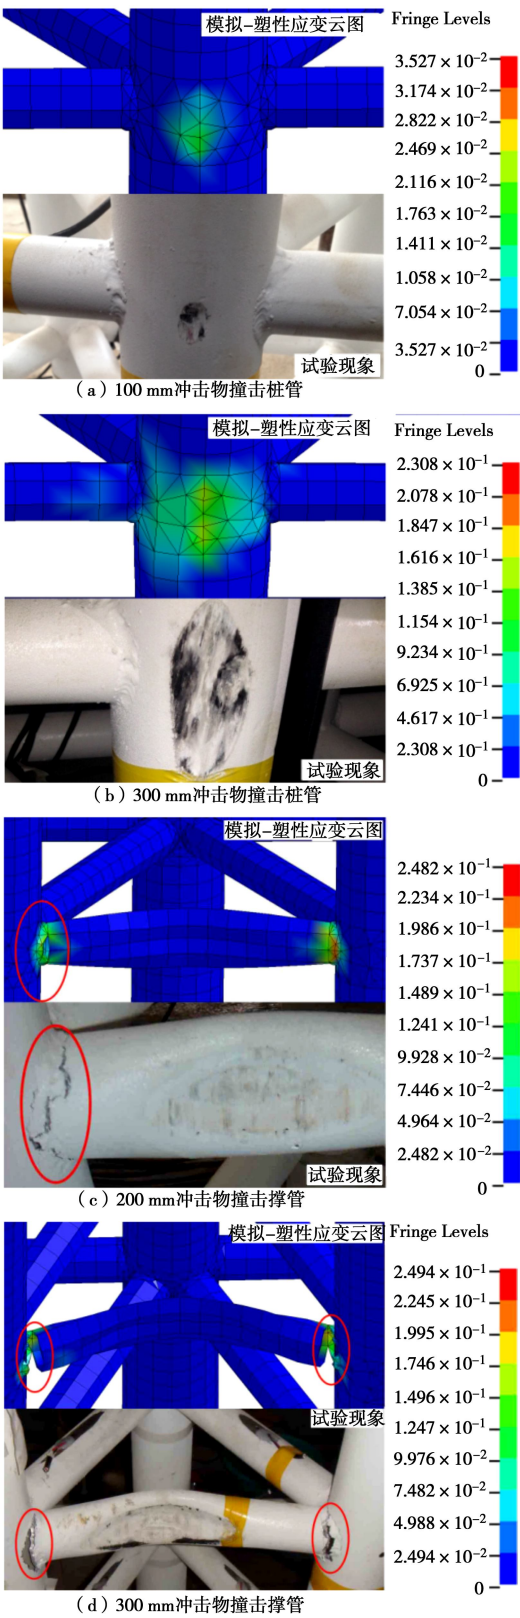 模拟–塑性应变云图
Fringe Levels
3.527 × 10⁻²
3.174 × 10⁻²
2.822 × 10⁻²
2.469 × 10⁻²
2.116 × 10⁻²
1.763 × 10⁻²
1.411 × 10⁻²
1.058 × 10⁻²
7.054 × 10⁻²
3.527 × 10⁻²
0
试验现象
（a）100 mm冲击物撞击桩管
模拟–塑性应变云图
Fringe Levels
2.308 × 10⁻¹
2.078 × 10⁻¹
1.847 × 10⁻¹
1.616 × 10⁻¹
1.385 × 10⁻¹
1.154 × 10⁻¹
9.234 × 10⁻¹
6.925 × 10⁻¹
4.617 × 10⁻¹
2.308 × 10⁻¹
0
试验现象
（b）300 mm冲击物撞击桩管
模拟–塑性应变云图
2.482 × 10⁻¹
2.234 × 10⁻¹
1.986 × 10⁻¹
1.737 × 10⁻¹
1.489 × 10⁻¹
1.241 × 10⁻¹
9.928 × 10⁻²
7.446 × 10⁻²
4.964 × 10⁻²
2.482 × 10⁻²
0
试验现象
（c）200 mm冲击物撞击撑管
模拟–塑性应变云图
Fringe Levels
2.494 × 10⁻¹
2.245 × 10⁻¹
1.995 × 10⁻¹
1.746 × 10⁻¹
1.496 × 10⁻¹
1.247 × 10⁻¹
9.976 × 10⁻²
7.482 × 10⁻²
4.988 × 10⁻²
2.494 × 10⁻²
0
试验现象
（d）300 mm冲击物撞击撑管